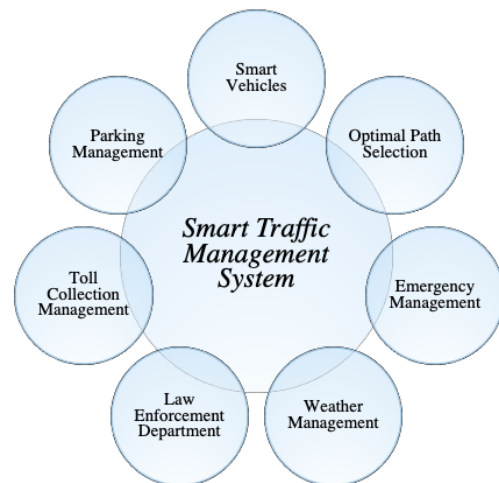 Smart
Vehicles
Parking
Management
Optimal Path
Selection
Smart Traffic
Management
System
Toll
Collection
Management
Emergency
Management
Law
Enforcement
Department
Weather
Management